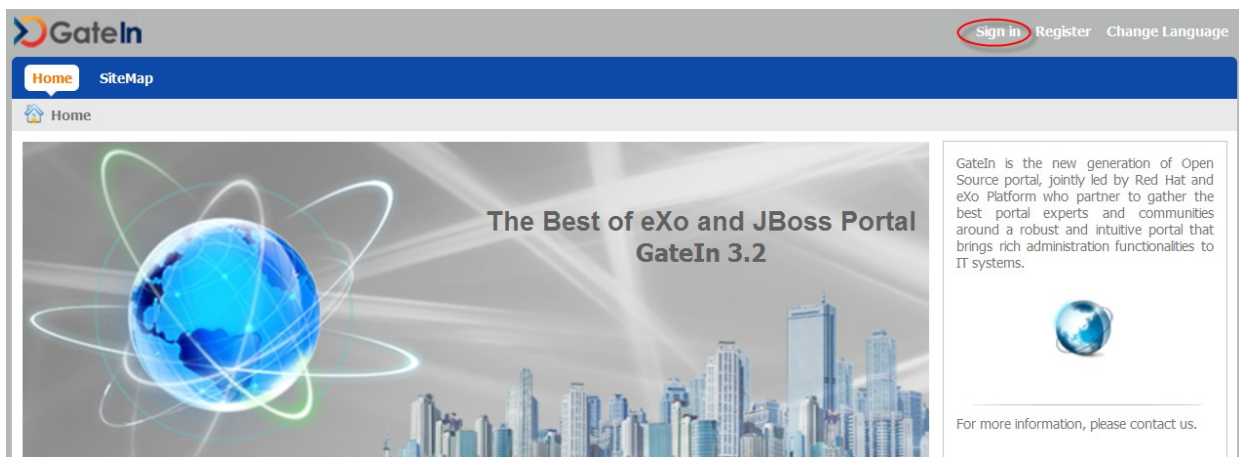 GateIn
Sign in Register Change Language
Home SiteMap
Home
The Best of eXo and JBoss Portal
GateIn 3.2
GateIn is the new generation of Open
Source portal, jointly led by Red Hat and
eXo Platform who partner to gather the
best portal experts and communities
around a robust and intuitive portal that
brings rich administration functionalities to
IT systems.
For more information, please contact us.